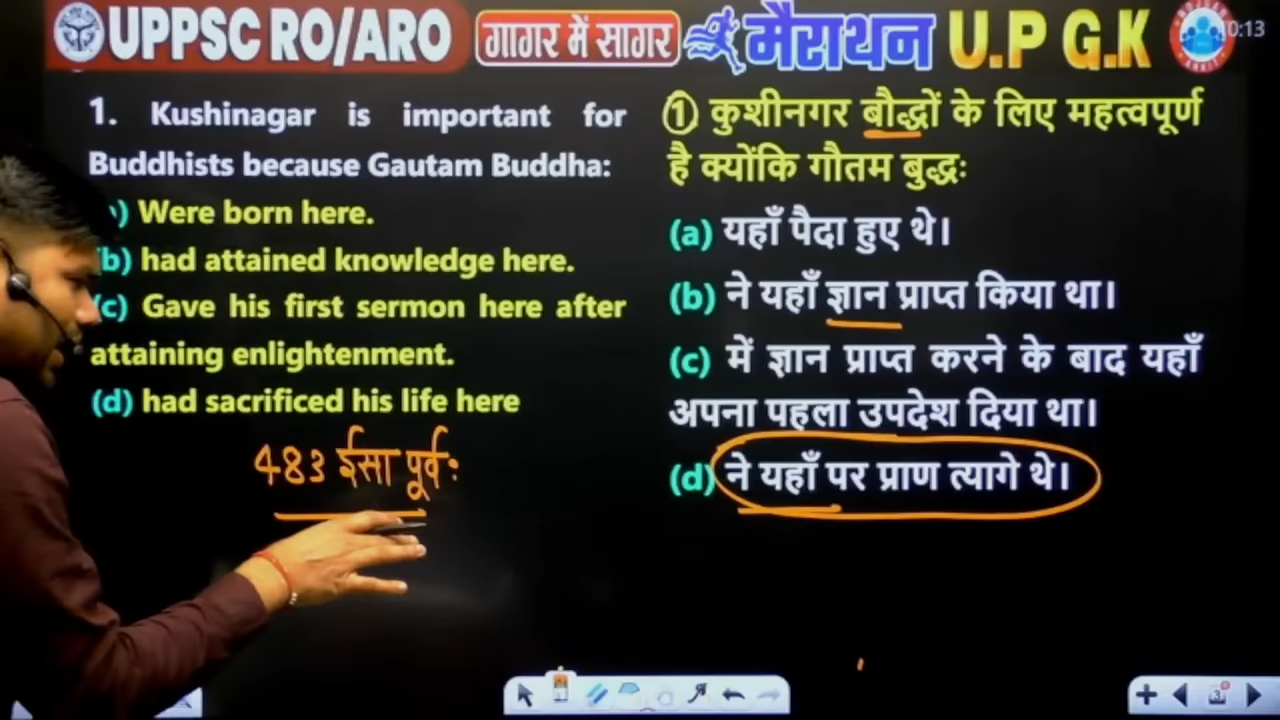 UPPSC RO/ARO गागर में सागर मैराथन U.P G.K
0:13
1. Kushinagar is important for
Buddhists because Gautam Buddha:
) Were born here.
(b) had attained knowledge here.
(c) Gave his first sermon here after
attaining enlightenment.
(d) had sacrificed his life here
483 ईसा पूर्व:
① कुशीनगर बौद्धों के लिए महत्वपूर्ण
है क्योंकि गौतम बुद्धः
(a) यहाँ पैदा हुए थे।
(b) ने यहाँ ज्ञान प्राप्त किया था।
(c) में ज्ञान प्राप्त करने के बाद यहाँ
अपना पहला उपदेश दिया था।
(d) ने यहाँ पर प्राण त्यागे थे।